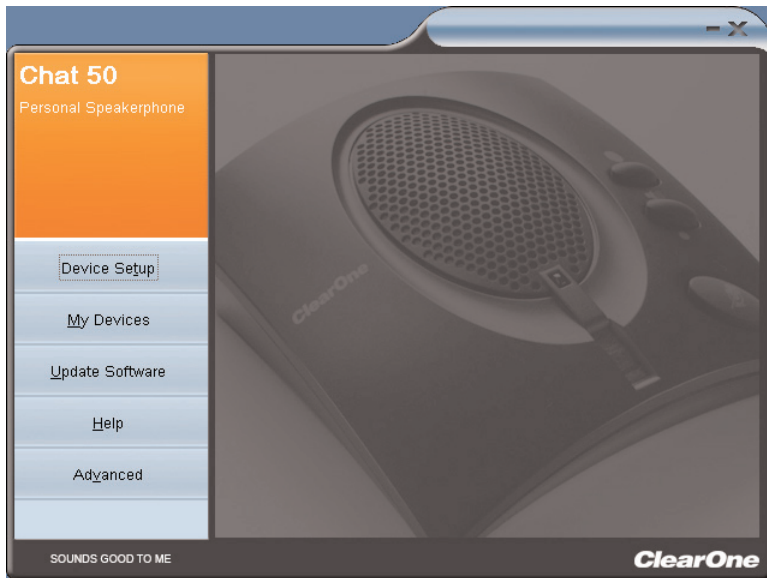 Chat 50
Personal Speakerphone
ClearOne
Device Setup
My Devices
Update Software
Help
Advanced
SOUNDS GOOD TO ME
ClearOne